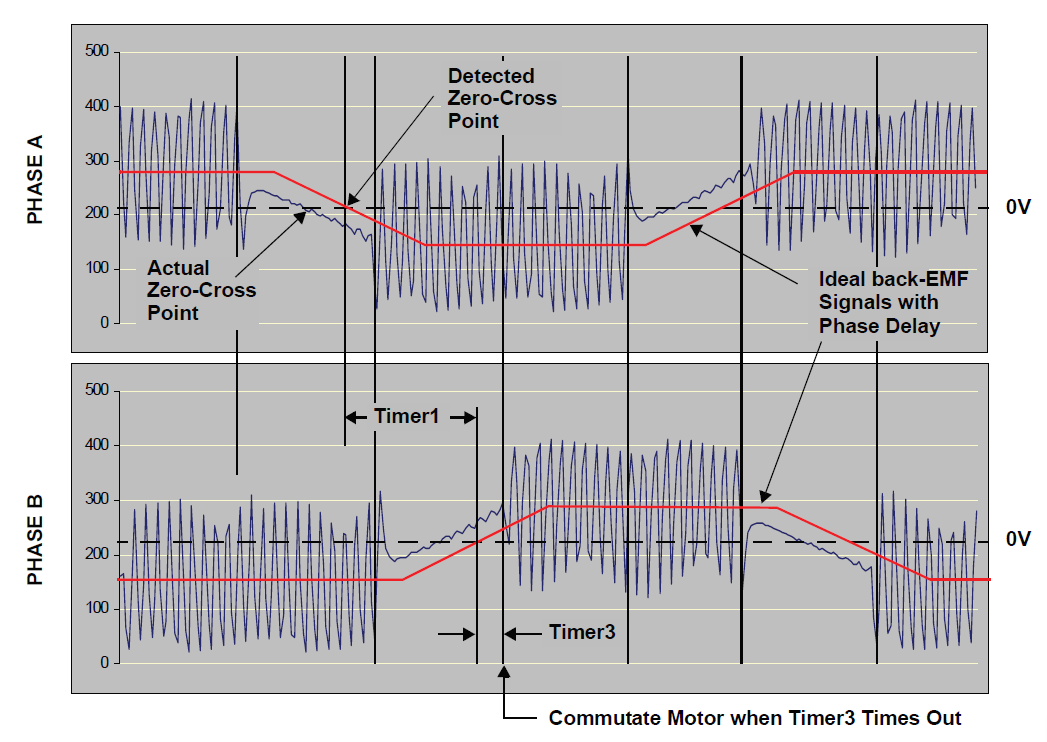 PHASE A
500
400
300
200
100
0
Detected
Zero-Cross
Point
Actual
Zero-Cross
Point
0V
Ideal back-EMF
Signals with
Phase Delay
PHASE B
500
400
300
200
100
0
Timer1
0V
Timer3
Commutate Motor when Timer3 Times Out